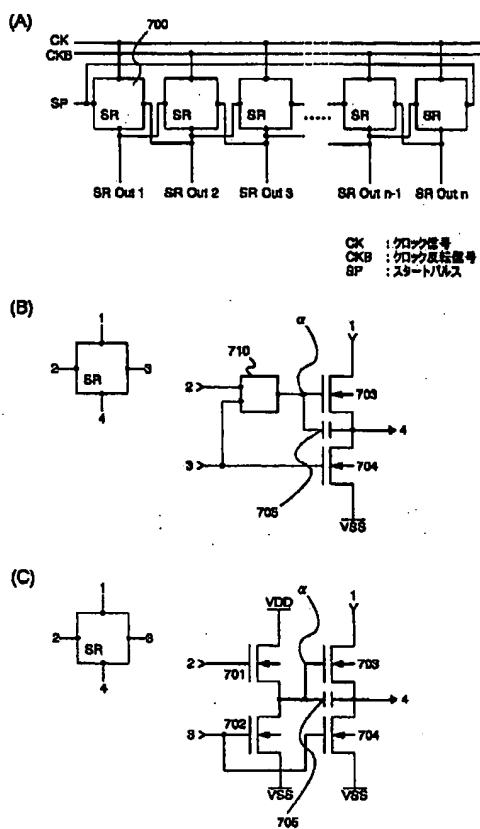 (A)
700
CK
CKB
SP
SR SR SR ..... SR SR
SR Out 1 SR Out 2 SR Out 3 SR Out n-1 SR Out n
CK :クロック信号
CKB :クロック反転信号
SP :スタートパルス
(B)
1
2 SR 3
4
710
α
1
2
703
4
3
704
705
VSS
(C)
1
2 SR 3
4
α
VDD
1
2
701
703
4
3
702
704
VSS
VSS
705